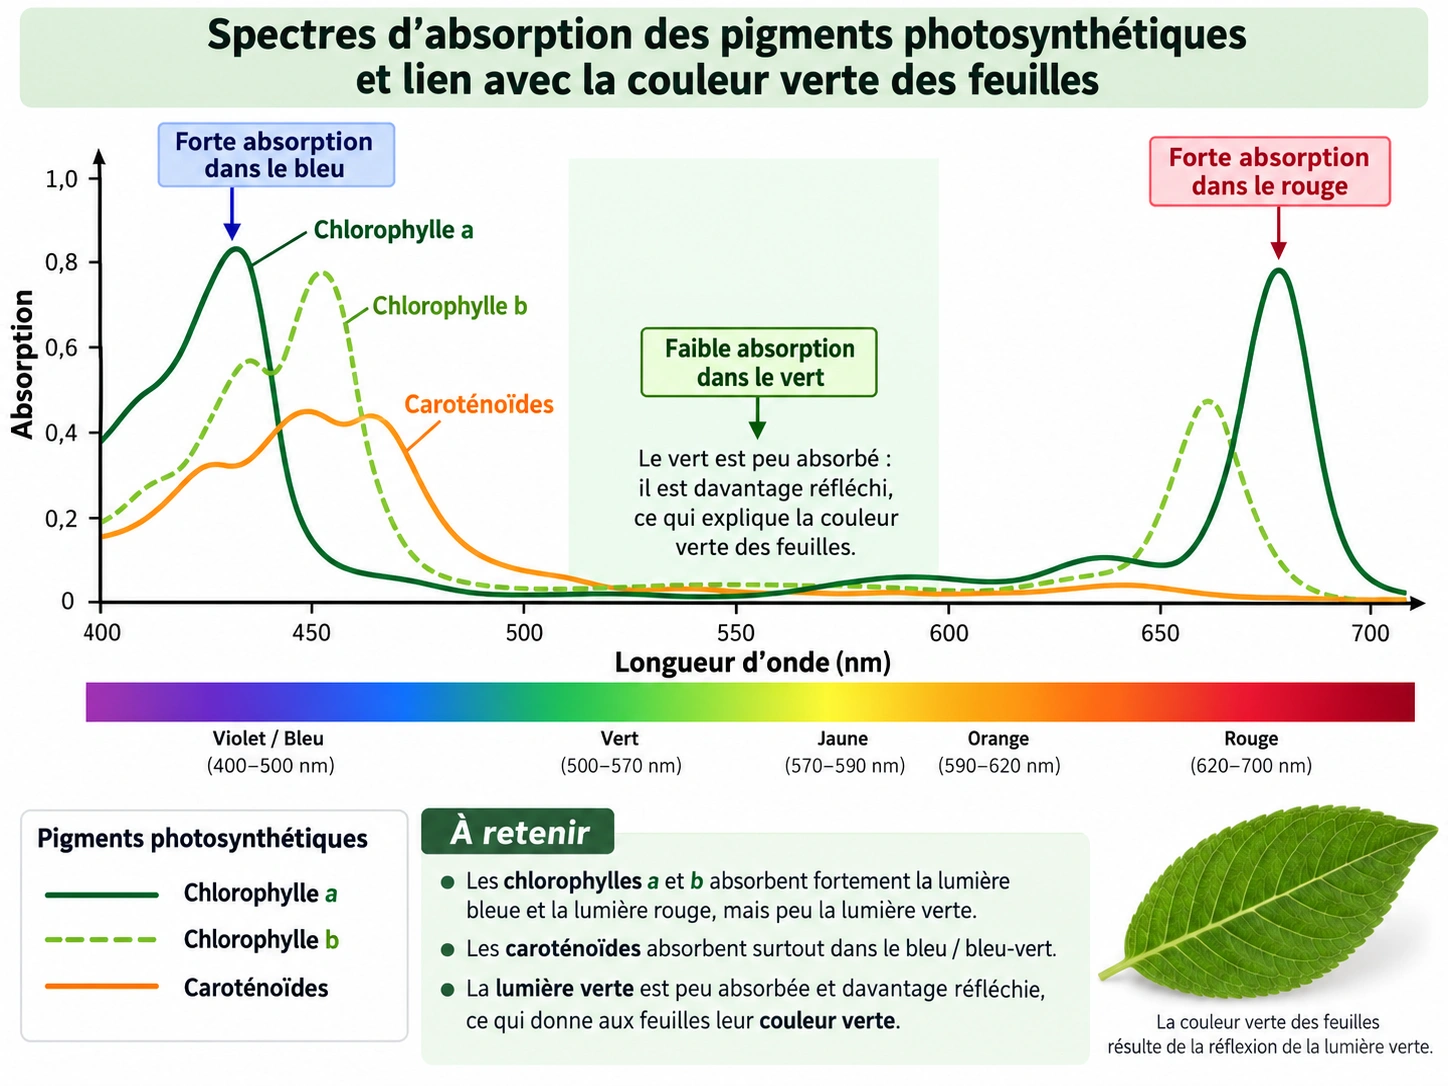 Spectres d’absorption des pigments photosynthétiques
et lien avec la couleur verte des feuilles
Forte absorption
dans le bleu
Forte absorption
dans le rouge
Chlorophylle a
Chlorophylle b
Caroténoïdes
Faible absorption
dans le vert
Le vert est peu absorbé :
il est davantage réfléchi,
ce qui explique la couleur
verte des feuilles.
Absorption
1,0
0,8
0,6
0,4
0,2
0
400 450 500 550 600 650 700
Longueur d’onde (nm)
Violet / Bleu
(400–500 nm)
Vert
(500–570 nm)
Jaune
(570–590 nm)
Orange
(590–620 nm)
Rouge
(620–700 nm)
Pigments photosynthétiques
Chlorophylle a
Chlorophylle b
Caroténoïdes
À retenir
Les chlorophylles a et b absorbent fortement la lumière
bleue et la lumière rouge, mais peu la lumière verte.
Les caroténoïdes absorbent surtout dans le bleu / bleu-vert.
La lumière verte est peu absorbée et davantage réfléchie,
ce qui donne aux feuilles leur couleur verte.
La couleur verte des feuilles
résulte de la réflexion de la lumière verte.